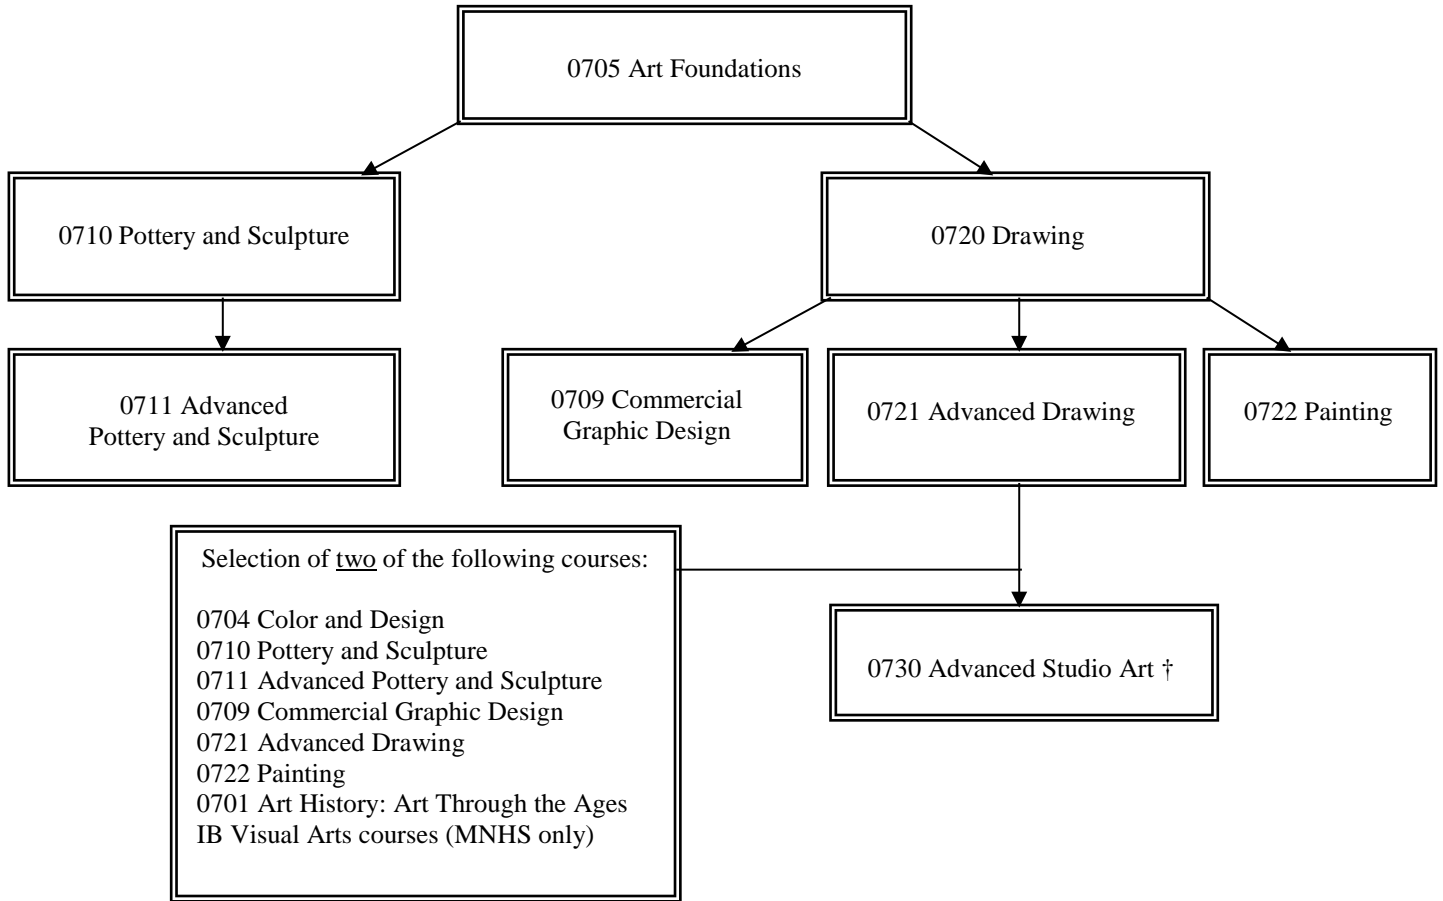 0705 Art Foundations
0710 Pottery and Sculpture
0720 Drawing
0711 Advanced
Pottery and Sculpture
0709 Commercial
Graphic Design
0721 Advanced Drawing
0722 Painting
Selection of two of the following courses:
0704 Color and Design
0710 Pottery and Sculpture
0711 Advanced Pottery and Sculpture
0709 Commercial Graphic Design
0721 Advanced Drawing
0722 Painting
0701 Art History: Art Through the Ages
IB Visual Arts courses (MNHS only)
0730 Advanced Studio Art †